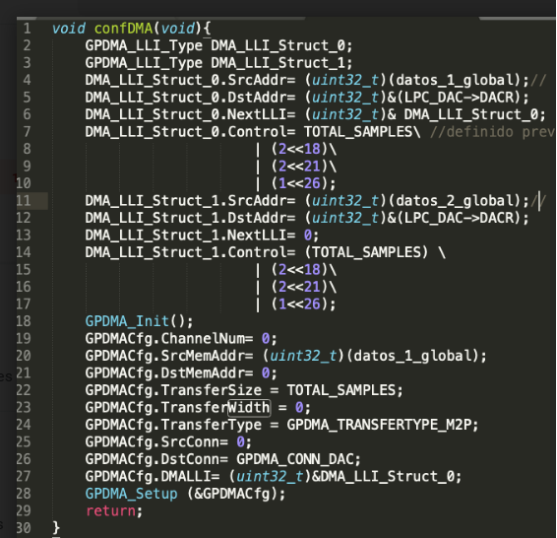 1 void confDMA(void){
2 GPDMA_LLI_Type DMA_LLI_Struct_0;
3 GPDMA_LLI_Type DMA_LLI_Struct_1;
4 DMA_LLI_Struct_0.SrcAddr= (uint32_t)(datos_1_global);//
5 DMA_LLI_Struct_0.DstAddr= (uint32_t)&(LPC_DAC->DACR);
6 DMA_LLI_Struct_0.NextLLI= (uint32_t)& DMA_LLI_Struct_0;
7 DMA_LLI_Struct_0.Control= TOTAL_SAMPLES\ //definido prev
8 | (2<<18)\
9 | (2<<21)\
10 | (1<<26);
11 DMA_LLI_Struct_1.SrcAddr= (uint32_t)(datos_2_global);//
12 DMA_LLI_Struct_1.DstAddr= (uint32_t)&(LPC_DAC->DACR);
13 DMA_LLI_Struct_1.NextLLI= 0;
14 DMA_LLI_Struct_1.Control= (TOTAL_SAMPLES) \
15 | (2<<18)\
16 | (2<<21)\
17 | (1<<26);
18 GPDMA_Init();
19 GPDMACfg.ChannelNum= 0;
20 GPDMACfg.SrcMemAddr= (uint32_t)(datos_1_global);
21 GPDMACfg.DstMemAddr= 0;
22 GPDMACfg.TransferSize = TOTAL_SAMPLES;
23 GPDMACfg.TransferWidth = 0;
24 GPDMACfg.TransferType = GPDMA_TRANSFERTYPE_M2P;
25 GPDMACfg.SrcConn= 0;
26 GPDMACfg.DstConn= GPDMA_CONN_DAC;
27 GPDMACfg.DMALLI= (uint32_t)&DMA_LLI_Struct_0;
28 GPDMA_Setup (&GPDMACfg);
29 return;
30 }